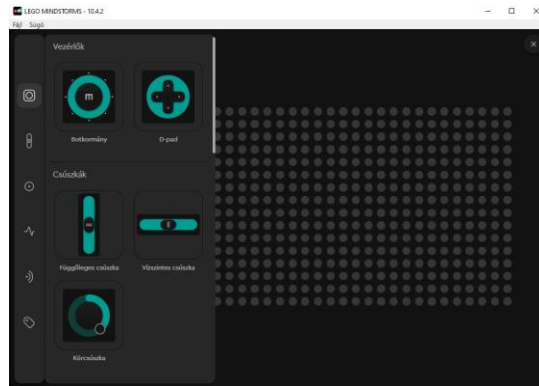 LEGO MINDSTORMS - 10.4.2
Fájl Súgó
Vezérlők
m
Botkormány
D-pad
Csúszkák
Függőleges csúszka
Vízszintes csúszka
Körcsúszka